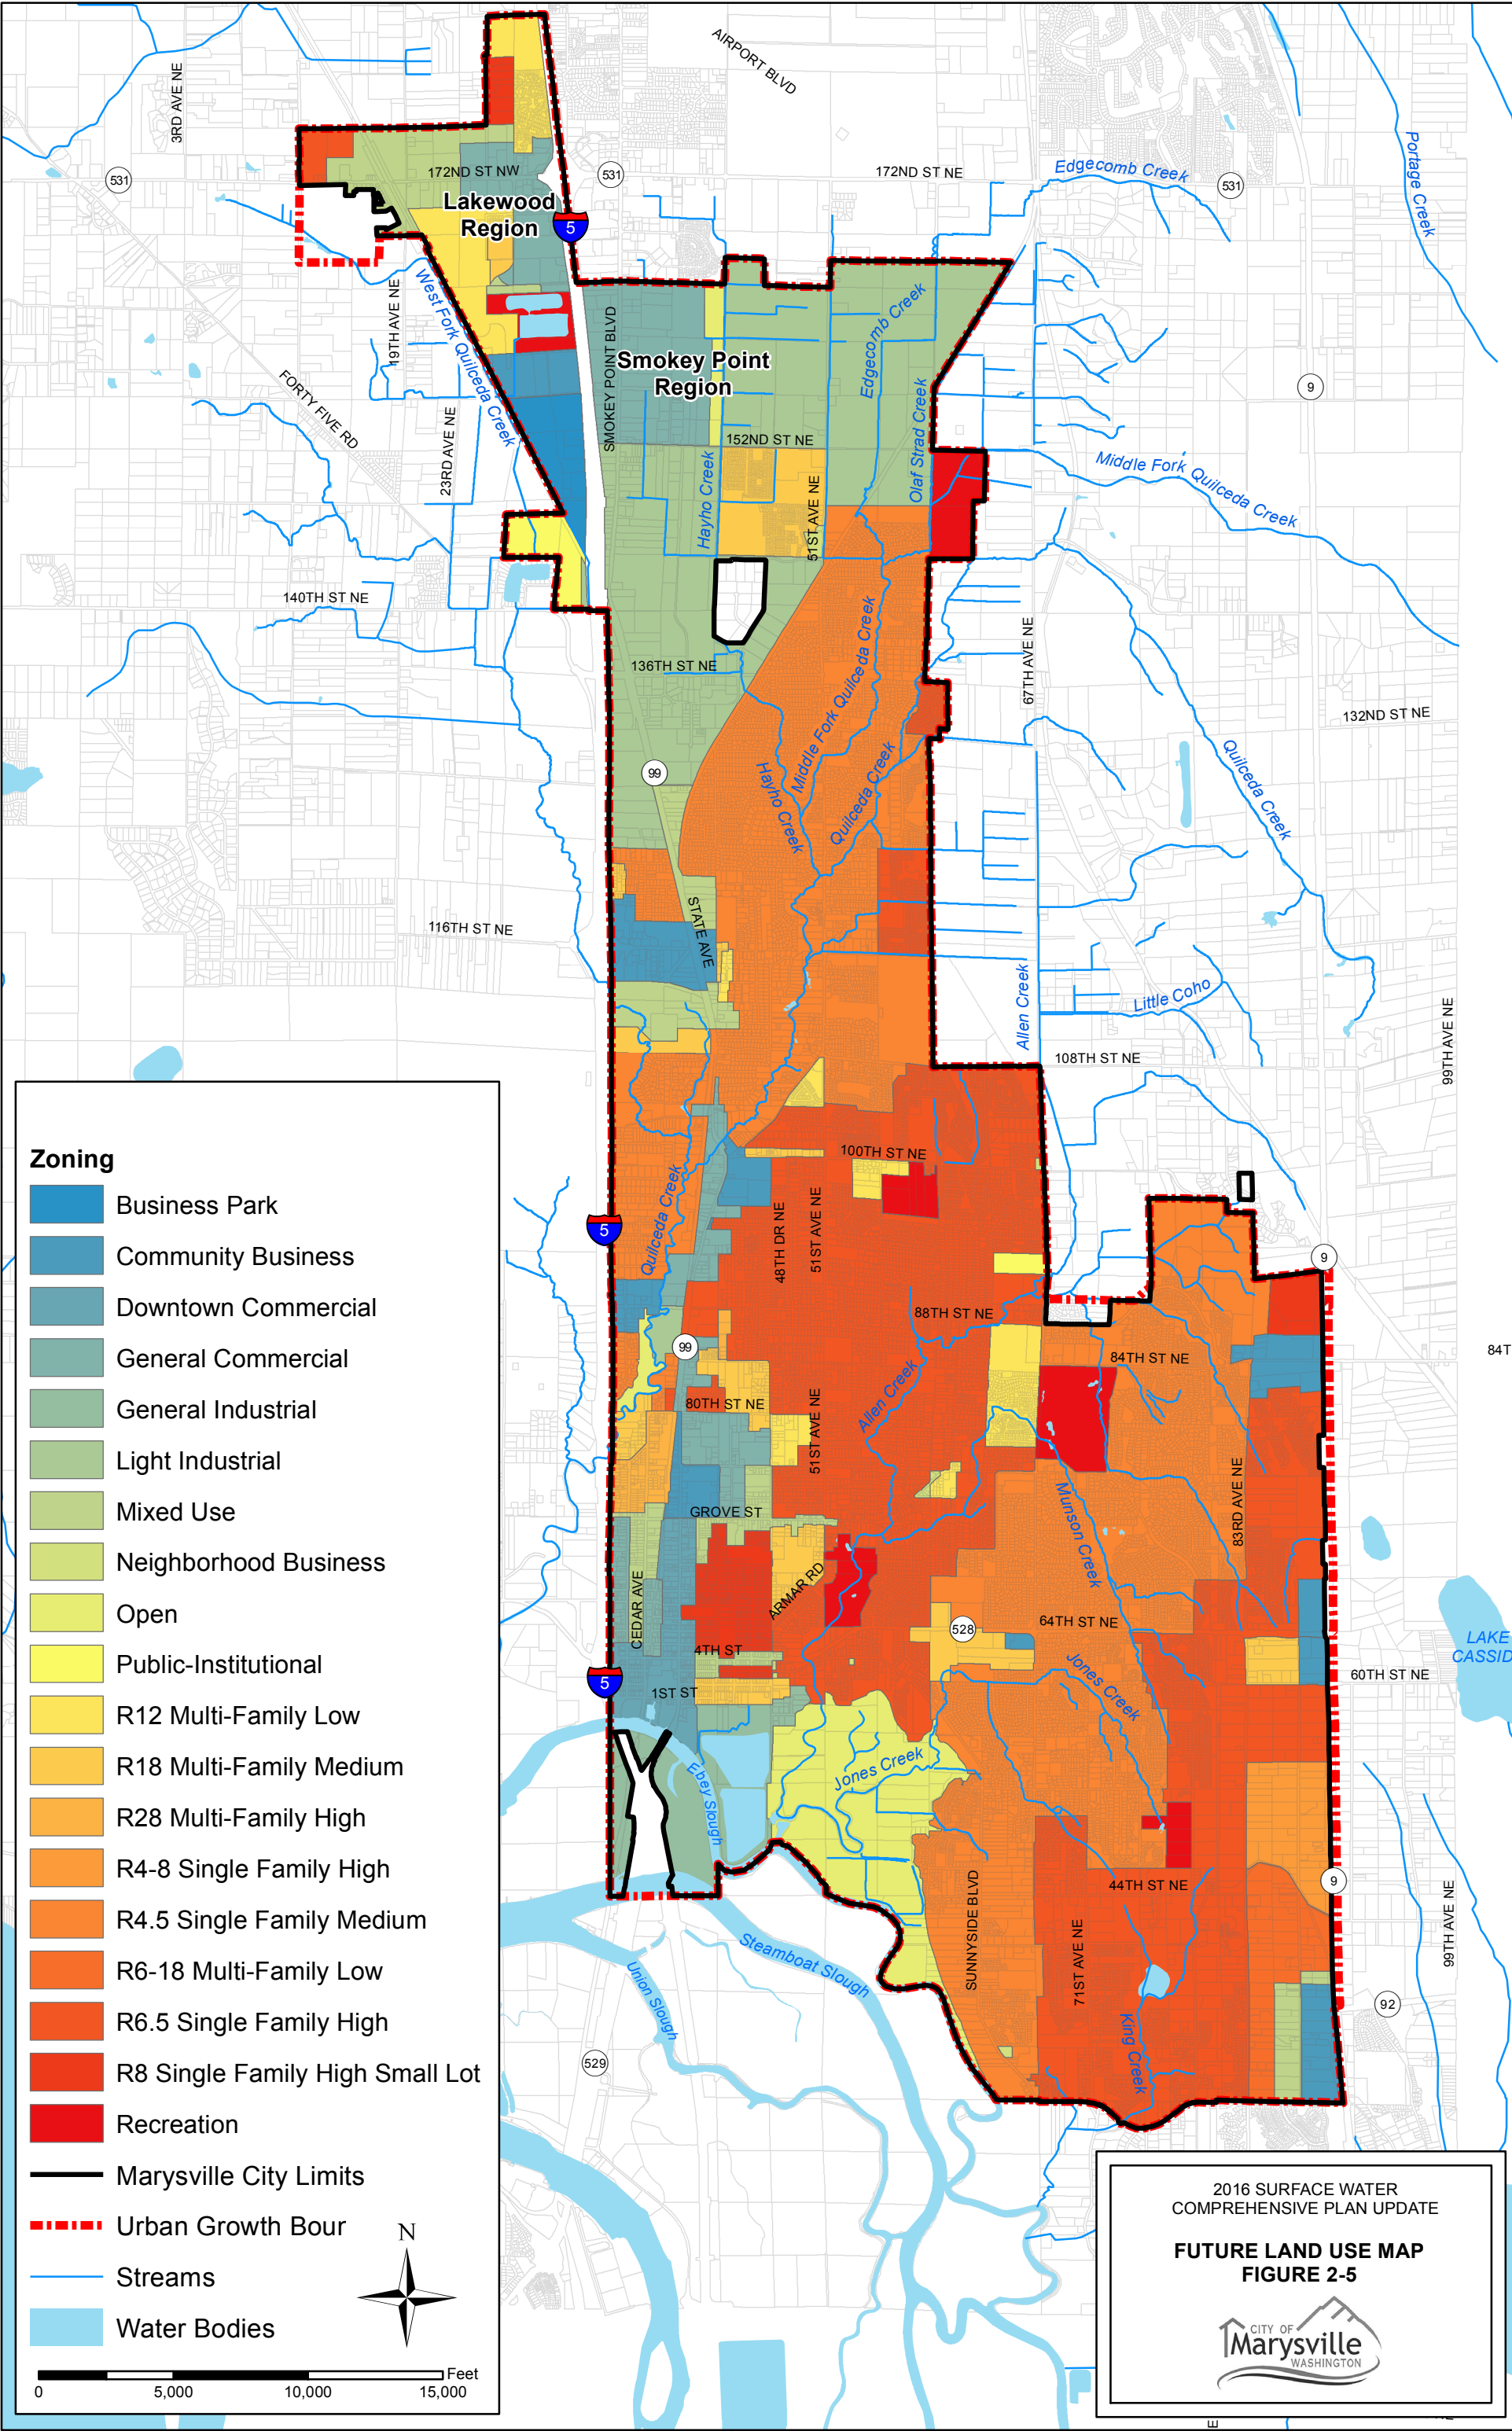 AIRPORT BLVD
3RD AVE NE
Portage Creek
531
172ND ST NW
531
172ND ST NE
Edgecomb Creek
531
Lakewood
Region
5
West Fork Quilceda Creek
19TH AVE NE
SMOKEY POINT BLVD
Smokey Point
Region
Edgecomb Creek
Olaf Strad Creek
9
FORTY FIVE RD
23RD AVE NE
152ND ST NE
Hayho Creek
51ST AVE NE
Middle Fork Quilceda Creek
140TH ST NE
136TH ST NE
Middle Fork Quilceda Creek
67TH AVE NE
132ND ST NE
99
Hayho Creek
Quilceda Creek
Quilceda Creek
116TH ST NE
STATE AVE
Allen Creek
Little Coho
108TH ST NE
99TH AVE NE
100TH ST NE
5
Quilceda Creek
48TH DR NE
51ST AVE NE
9
88TH ST NE
99
84TH ST NE
84T
80TH ST NE
51ST AVE NE
Allen Creek
GROVE ST
Munson Creek
83RD AVE NE
CEDAR AVE
ARMAR RD
528
64TH ST NE
LAKE
CASSID
4TH ST
60TH ST NE
5
1ST ST
Jones Creek
Ebey Slough
Jones Creek
44TH ST NE
9
SUNNYSIDE BLVD
71ST AVE NE
99TH AVE NE
Steamboat Slough
Union Slough
92
King Creek
529
Zoning
Business Park
Community Business
Downtown Commercial
General Commercial
General Industrial
Light Industrial
Mixed Use
Neighborhood Business
Open
Public-Institutional
R12 Multi-Family Low
R18 Multi-Family Medium
R28 Multi-Family High
R4-8 Single Family High
R4.5 Single Family Medium
R6-18 Multi-Family Low
R6.5 Single Family High
R8 Single Family High Small Lot
Recreation
Marysville City Limits
Urban Growth Bour
Streams
Water Bodies
N
Feet
0 5,000 10,000 15,000
2016 SURFACE WATER
COMPREHENSIVE PLAN UPDATE
FUTURE LAND USE MAP
FIGURE 2-5
CITY OF
Marysville
WASHINGTON